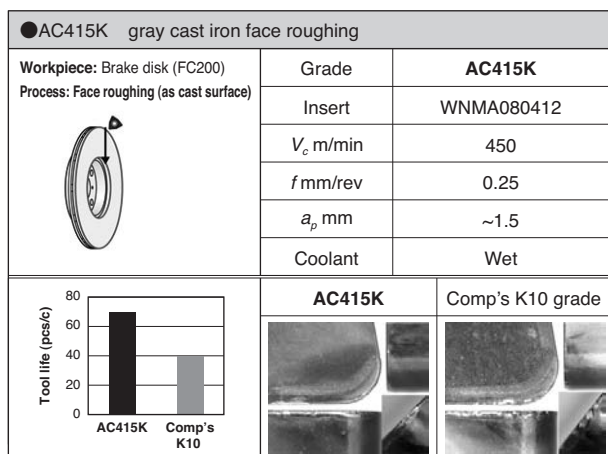 ●AC415K gray cast iron face roughing
Workpiece: Brake disk (FC200)
Process: Face roughing (as cast surface)
Grade AC415K
Insert WNMA080412
Vc m/min 450
f mm/rev 0.25
ap mm ~1.5
Coolant Wet
Tool life (pcs/c)
80
60
40
20
0
AC415K Comp's
K10
AC415K Comp's K10 grade